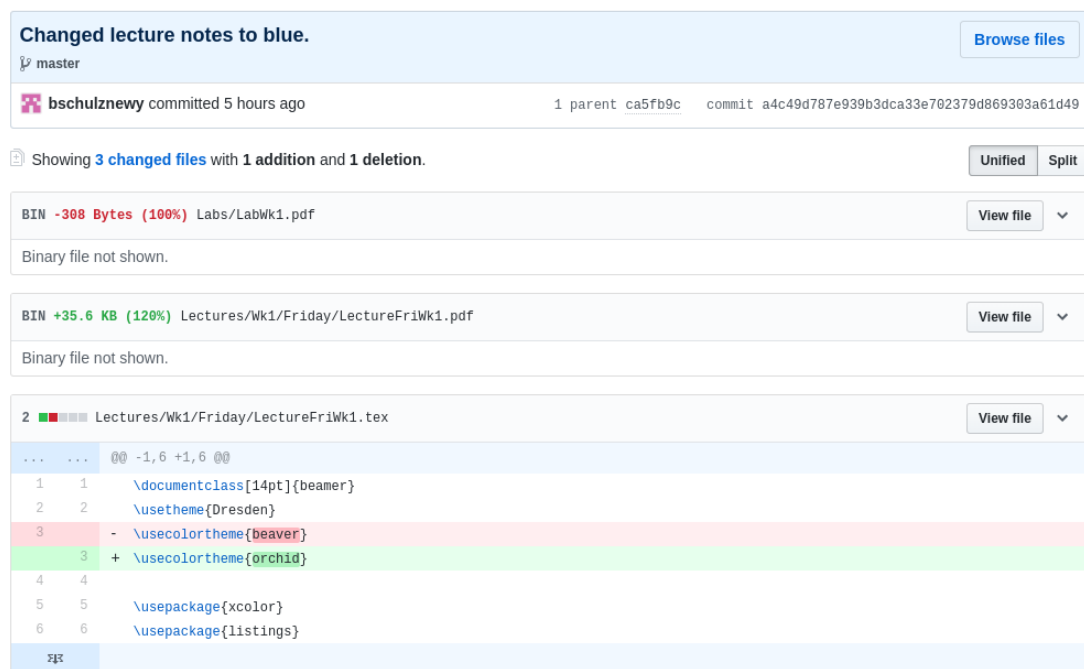 Changed lecture notes to blue.
Browse files
master
bschulznewy committed 5 hours ago 1 parent ca5fb9c commit a4c49d787e939b3dca33e702379d869303a61d49
Showing 3 changed files with 1 addition and 1 deletion. Unified Split
BIN -308 Bytes (100%) Labs/LabWk1.pdf View file
Binary file not shown.
BIN +35.6 KB (120%) Lectures/Wk1/Friday/LectureFriWk1.pdf View file
Binary file not shown.
2 Lectures/Wk1/Friday/LectureFriWk1.tex View file
... ... @@ -1,6 +1,6 @@
1 1 \documentclass[14pt]{beamer}
2 2 \usetheme{Dresden}
3 - \usecolortheme{beaver}
3 + \usecolortheme{orchid}
4 4
5 5 \usepackage{xcolor}
6 6 \usepackage{listings}